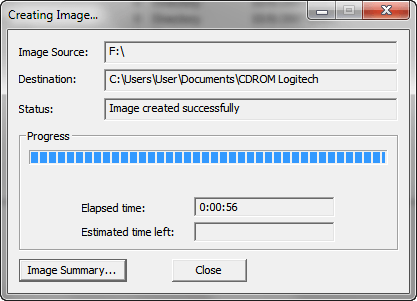 Creating Image...
Image Source: F:\
Destination: C:\Users\User\Documents\CDROM Logitech
Status: Image created successfully
Progress
Elapsed time: 0:00:56
Estimated time left:
Image Summary... Close